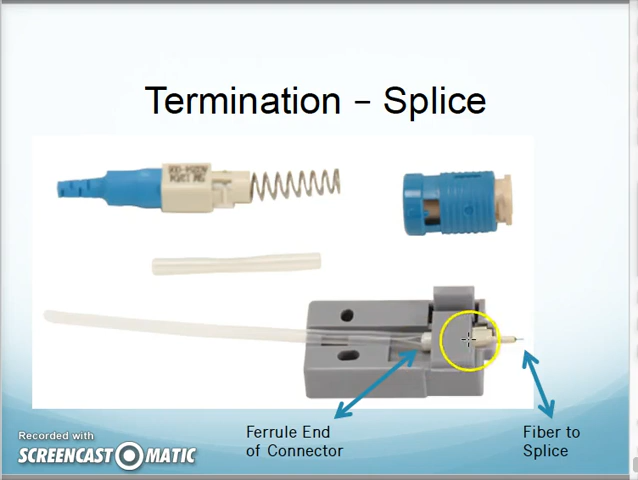 Termination – Splice
Ferrule End
of Connector
Fiber to
Splice
Recorded with
SCREENCAST MATIC